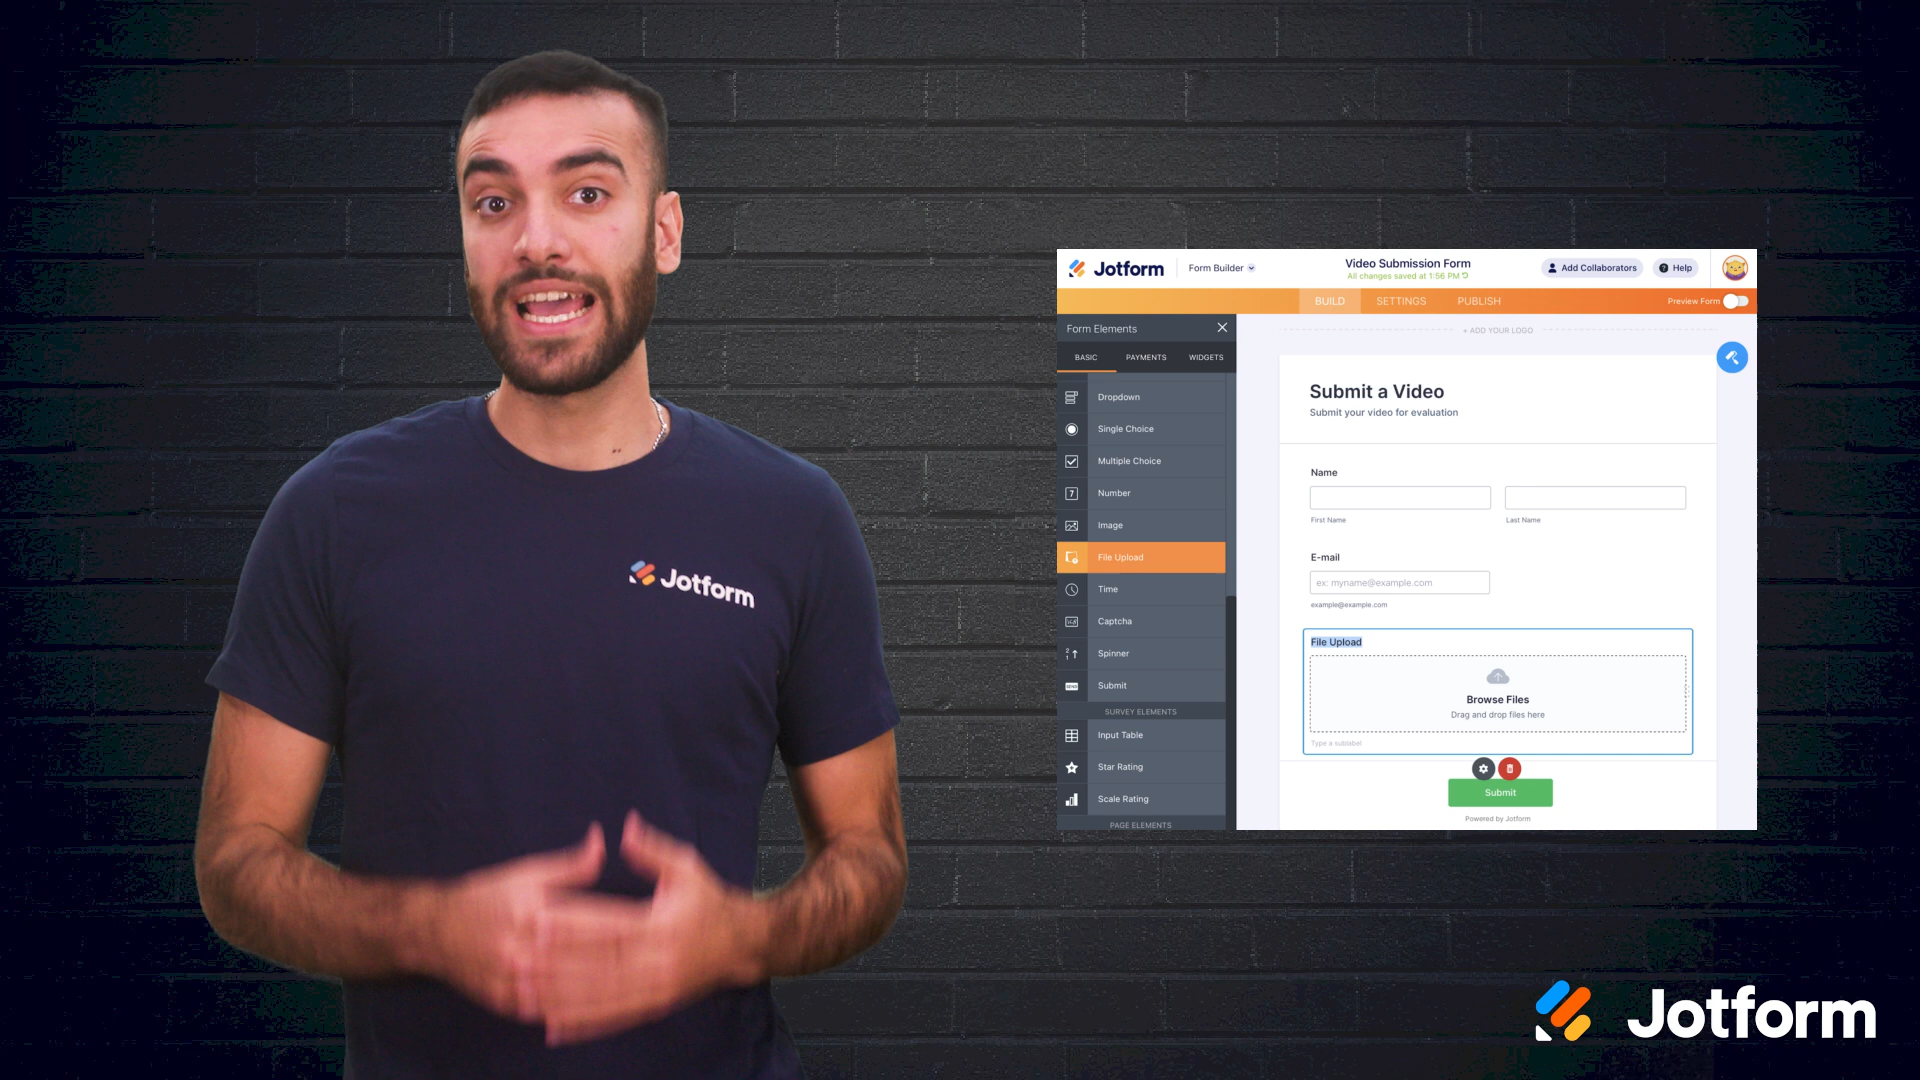 Jotform
Jotform
Form Builder
Video Submission Form
All changes saved at 1:56 PM
Add Collaborators
? Help
BUILD
SETTINGS
PUBLISH
Preview Form
Form Elements
BASIC
PAYMENTS
WIDGETS
Dropdown
Single Choice
Multiple Choice
7 Number
Image
File Upload
Time
Captcha
Spinner
Submit
SURVEY ELEMENTS
Input Table
Star Rating
Scale Rating
PAGE ELEMENTS
+ ADD YOUR LOGO
Submit a Video
Submit your video for evaluation
Name
First Name
Last Name
E-mail
ex: myname@example.com
example@example.com
File Upload
Browse Files
Drag and drop files here
Type a sublabel
Submit
Powered by Jotform
Jotform